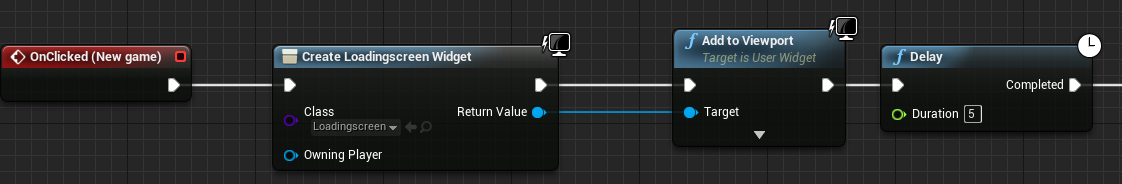 OnClicked (New game)
Create Loadingscreen Widget
Class
Loadingscreen
Return Value
Owning Player
f
Add to Viewport
Target is User Widget
Target
f
Delay
Completed
Duration 5